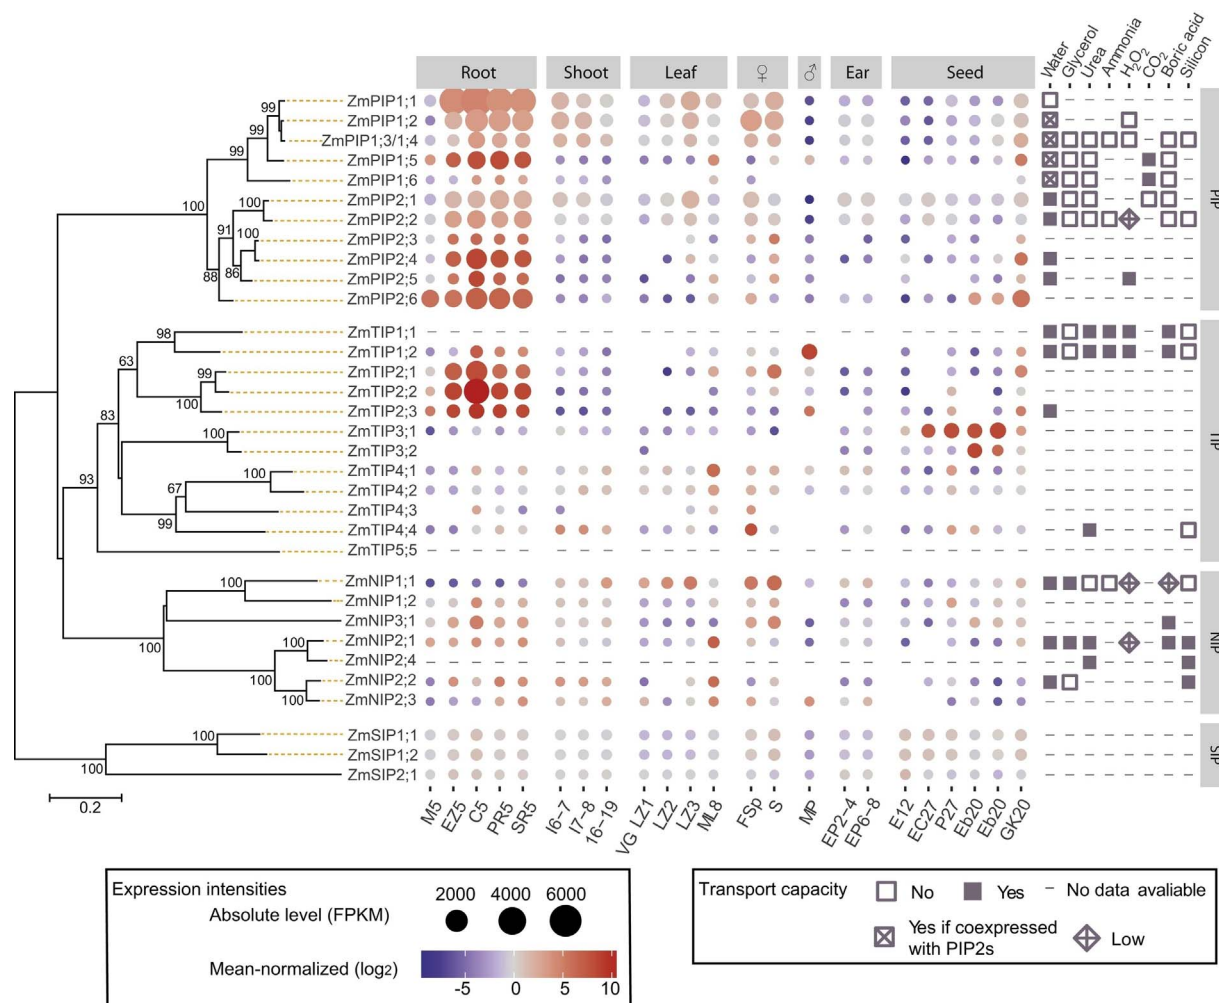 Water
Glycerol
Urea
Ammonia
H2O2
CO2
Boric acid
Silicon
Root Shoot Leaf ♀ ♂ Ear Seed
99 ZmPIP1;1
ZmPIP1;2
99 ZmPIP1;3/1;4
99 ZmPIP1;5
ZmPIP1;6
100 100 ZmPIP2;1
ZmPIP2;2
91 100 ZmPIP2;3
ZmPIP2;4
88 86 ZmPIP2;5
ZmPIP2;6
PIP
98 ZmTIP1;1
ZmTIP1;2
63 99 ZmTIP2;1
ZmTIP2;2
100 ZmTIP2;3
83 100 ZmTIP3;1
ZmTIP3;2
100 ZmTIP4;1
93 67 ZmTIP4;2
ZmTIP4;3
99 ZmTIP4;4
ZmTIP5;5
TIP
100 ZmNIP1;1
ZmNIP1;2
ZmNIP3;1
100 100 ZmNIP2;1
ZmNIP2;4
100 ZmNIP2;2
100 ZmNIP2;3
NIP
100 ZmSIP1;1
ZmSIP1;2
100 ZmSIP2;1
SIP
0.2
M5
EZ5
C5
PR5
SR5
I6-7
I7-8
16-19
VG LZ1
LZ2
LZ3
ML8
FSp
S
MP
EP2-4
EP6-8
E12
EC27
P27
Eb20
Eb20
GK20
Expression intensities
2000 4000 6000
Absolute level (FPKM)
Mean-normalized (log2)
-5 0 5 10
Transport capacity No Yes – No data avaliable
Yes if coexpressed
with PIP2s
Low